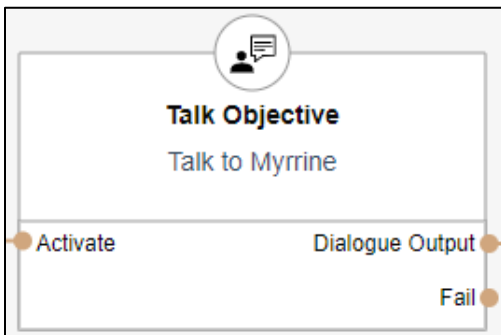 Talk Objective
Talk to Myrrine
Activate
Dialogue Output
Fail